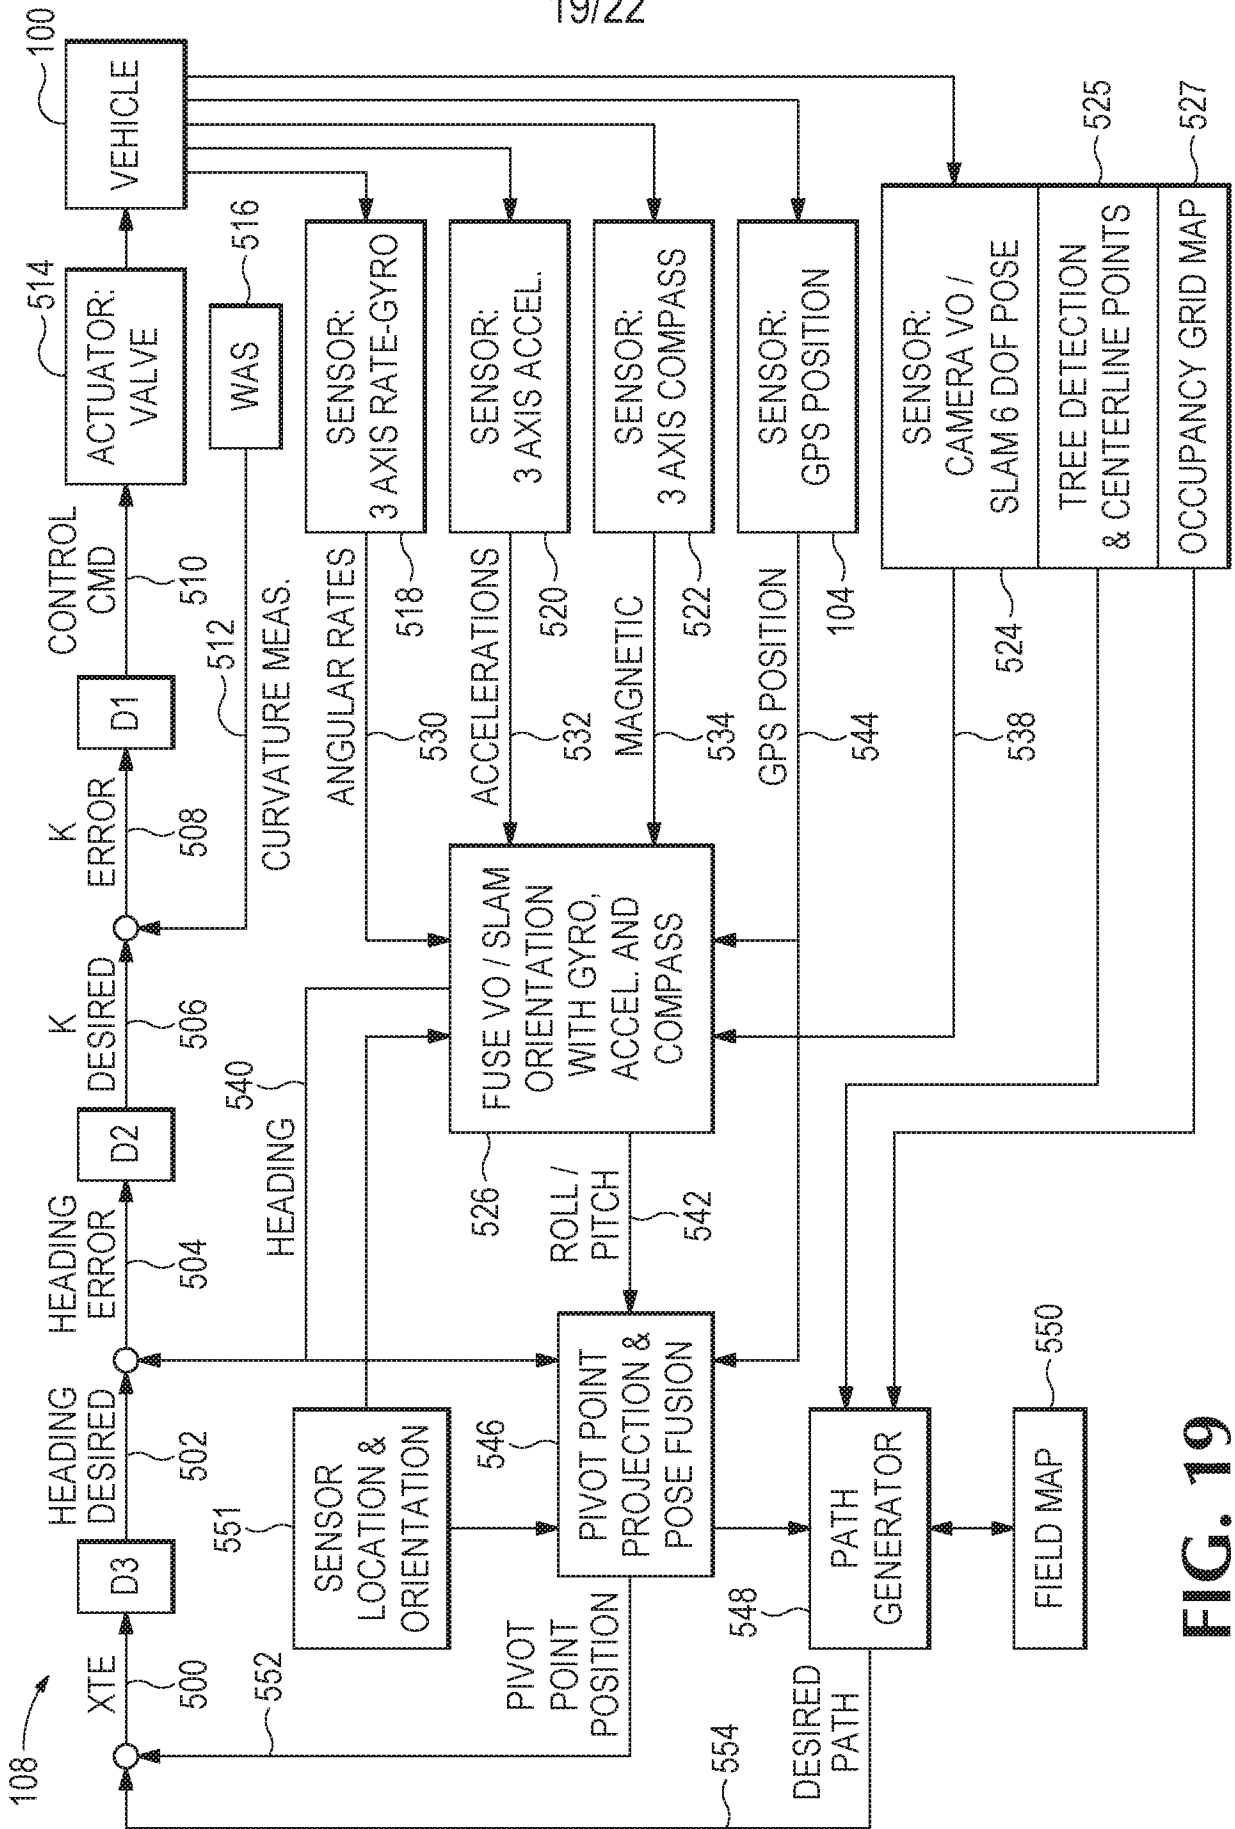 19/22
108
XTE
500
D3
HEADING
DESIRED
502
HEADING
ERROR
504
D2
K
DESIRED
506
K
ERROR
508
D1
CONTROL
CMD
510
ACTUATOR:
VALVE
514
VEHICLE
100
WAS
516
512
CURVATURE MEAS.
552
551
SENSOR
LOCATION &
ORIENTATION
HEADING
540
ANGULAR RATES
530
SENSOR:
3 AXIS RATE-GYRO
518
ACCELERATIONS
532
SENSOR:
3 AXIS ACCEL.
520
FUSE VO / SLAM
ORIENTATION
WITH GYRO,
ACCEL. AND
COMPASS
526
MAGNETIC
534
SENSOR:
3 AXIS COMPASS
522
PIVOT
POINT
POSITION
546
PIVOT POINT
PROJECTION &
POSE FUSION
ROLL /
PITCH
542
GPS POSITION
544
SENSOR:
GPS POSITION
104
554
DESIRED
PATH
548
PATH
GENERATOR
538
SENSOR:
CAMERA VO /
SLAM 6 DOF POSE
524
TREE DETECTION
& CENTERLINE POINTS
525
OCCUPANCY GRID MAP
527
FIELD MAP
550
FIG. 19